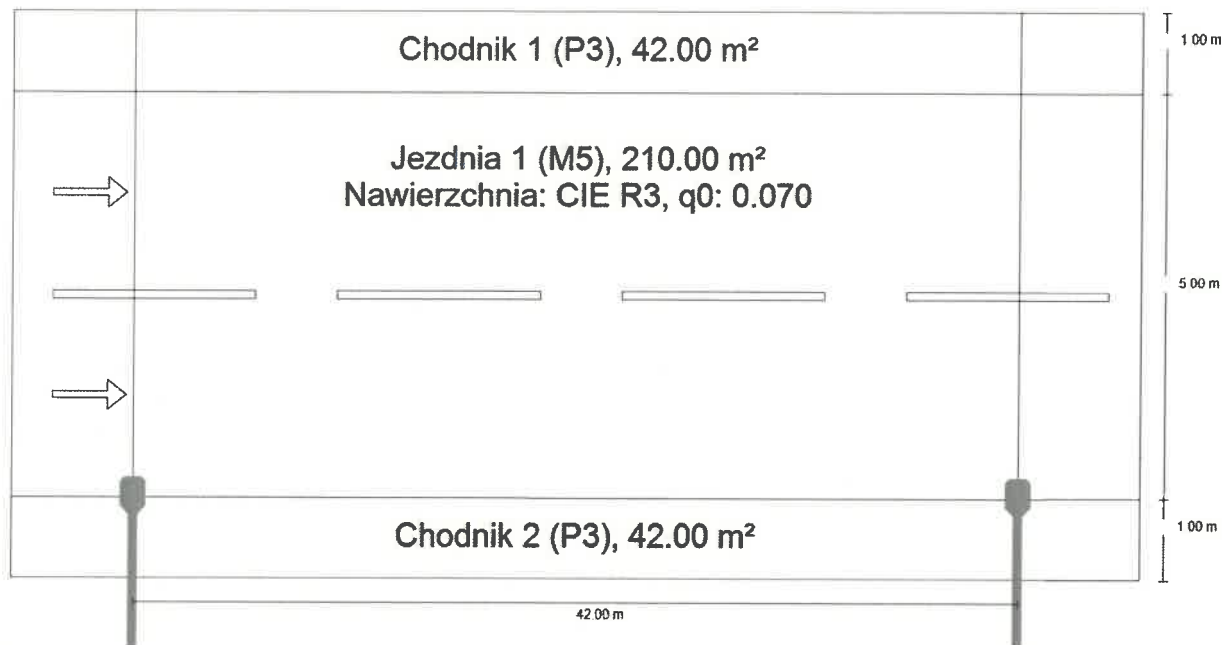 Chodnik 1 (P3), 42.00 m²
1 00 m
Jezdnia 1 (M5), 210.00 m²
Nawierzchnia: CIE R3, q0: 0.070
5 00 m
Chodnik 2 (P3), 42.00 m²
1 00 m
42.00 m